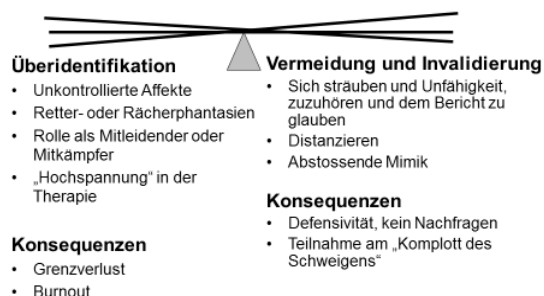 Überidentifikation
• Unkontrollierte Affekte
• Retter- oder Rächerphantasien
• Rolle als Mitleidender oder
Mitkämpfer
• „Hochspannung“ in der
Therapie
Konsequenzen
• Grenzverlust
• Burnout
Vermeidung und Invalidierung
• Sich sträuben und Unfähigkeit,
zuzuhören und dem Bericht zu
glauben
• Distanzieren
• Abstossende Mimik
Konsequenzen
• Defensivität, kein Nachfragen
• Teilnahme am „Komplott des
Schweigens“